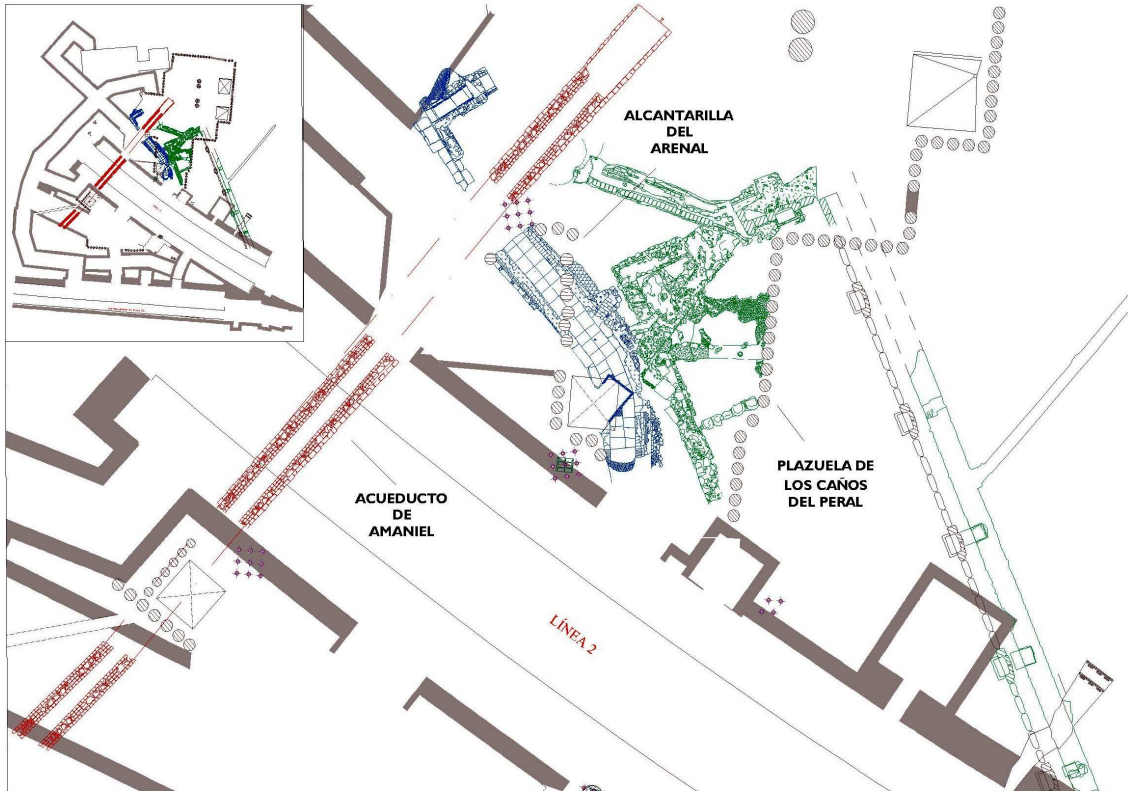 ALCANTARILLA
DEL
ARENAL
PLAZUELA DE
LOS CAÑOS
DEL PERAL
ACUEDUCTO
DE
AMANIEL
LÍNEA 2